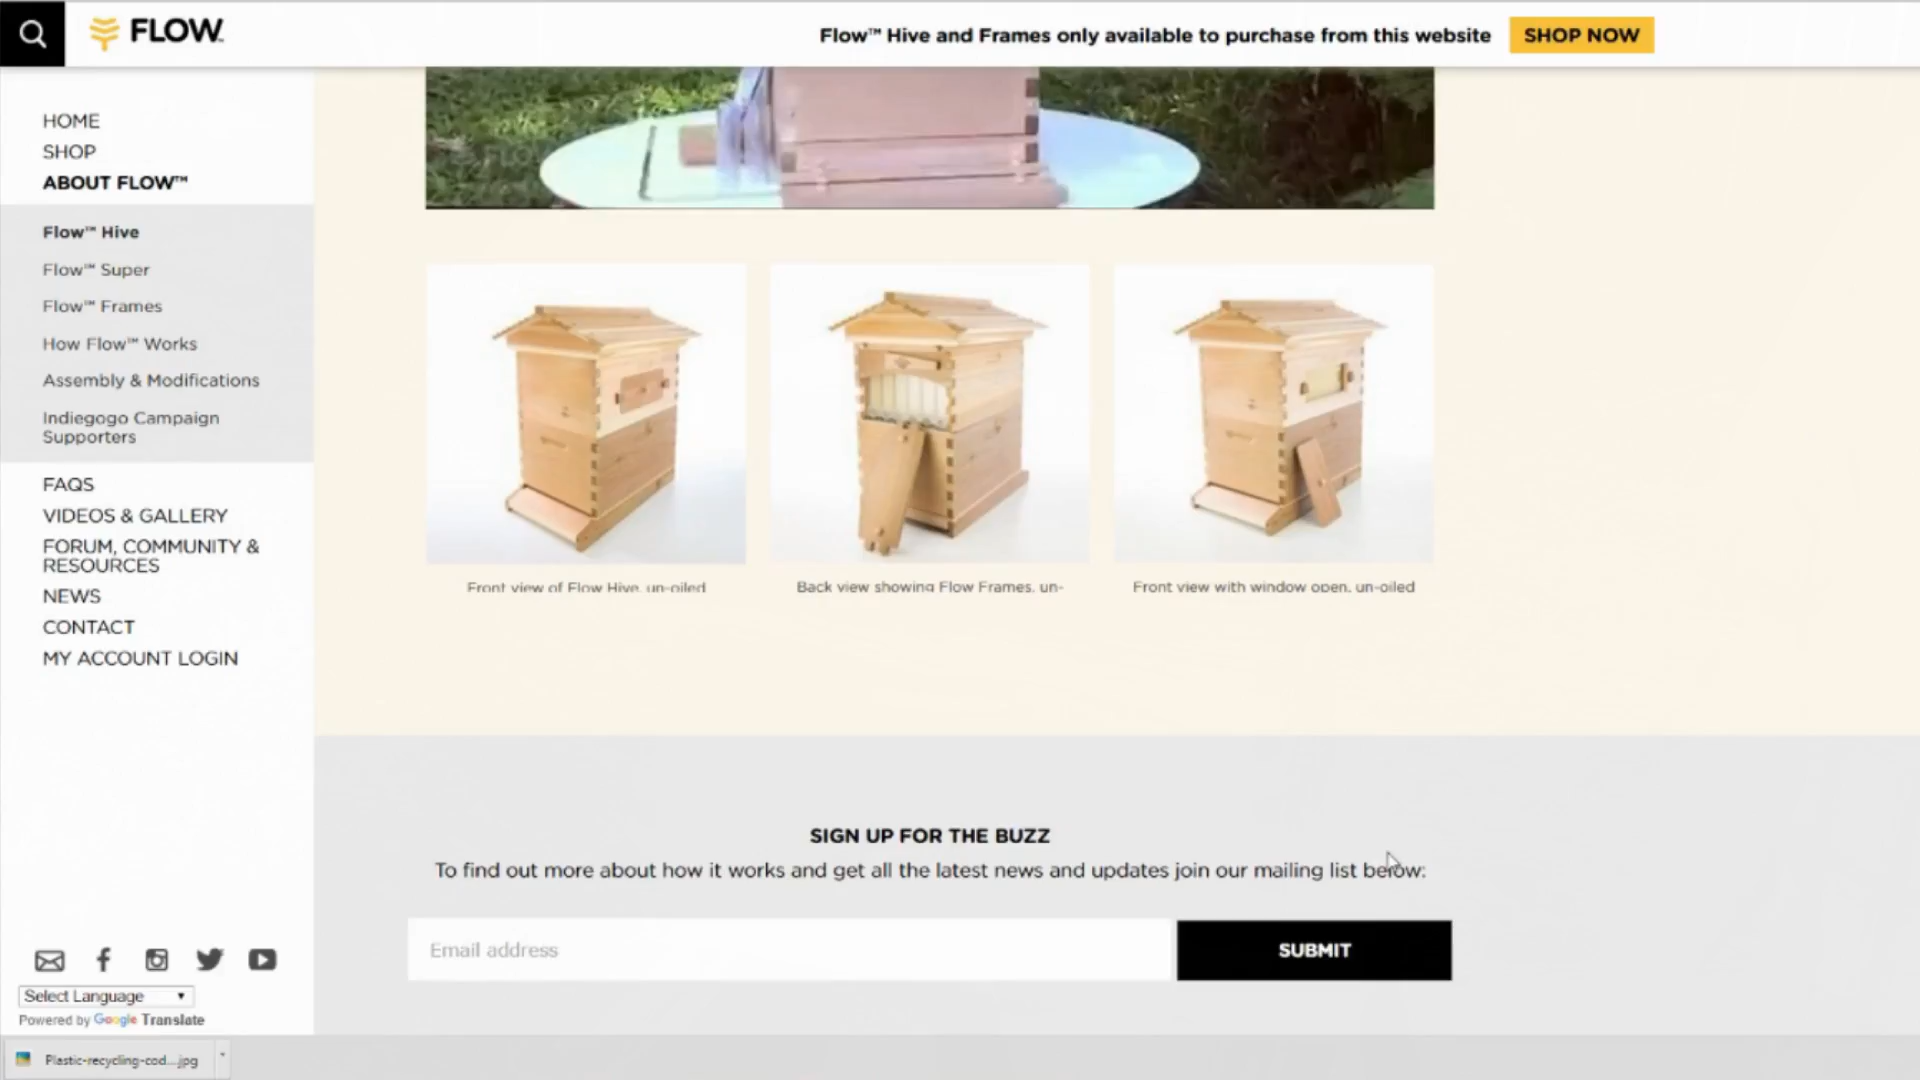 FLOW™
Flow™ Hive and Frames only available to purchase from this website
SHOP NOW
HOME
SHOP
ABOUT FLOW™
Flow™ Hive
Flow™ Super
Flow™ Frames
How Flow™ Works
Assembly & Modifications
Indiegogo Campaign
Supporters
FAQS
VIDEOS & GALLERY
FORUM, COMMUNITY &
RESOURCES
NEWS
CONTACT
MY ACCOUNT LOGIN
Front view of Flow Hive, un-oiled
Back view showing Flow Frames, un-
Front view with window open, un-oiled
SIGN UP FOR THE BUZZ
To find out more about how it works and get all the latest news and updates join our mailing list below:
Email address
SUBMIT
Select Language
Powered by Google Translate
Plastic-recycling-cod....jpg